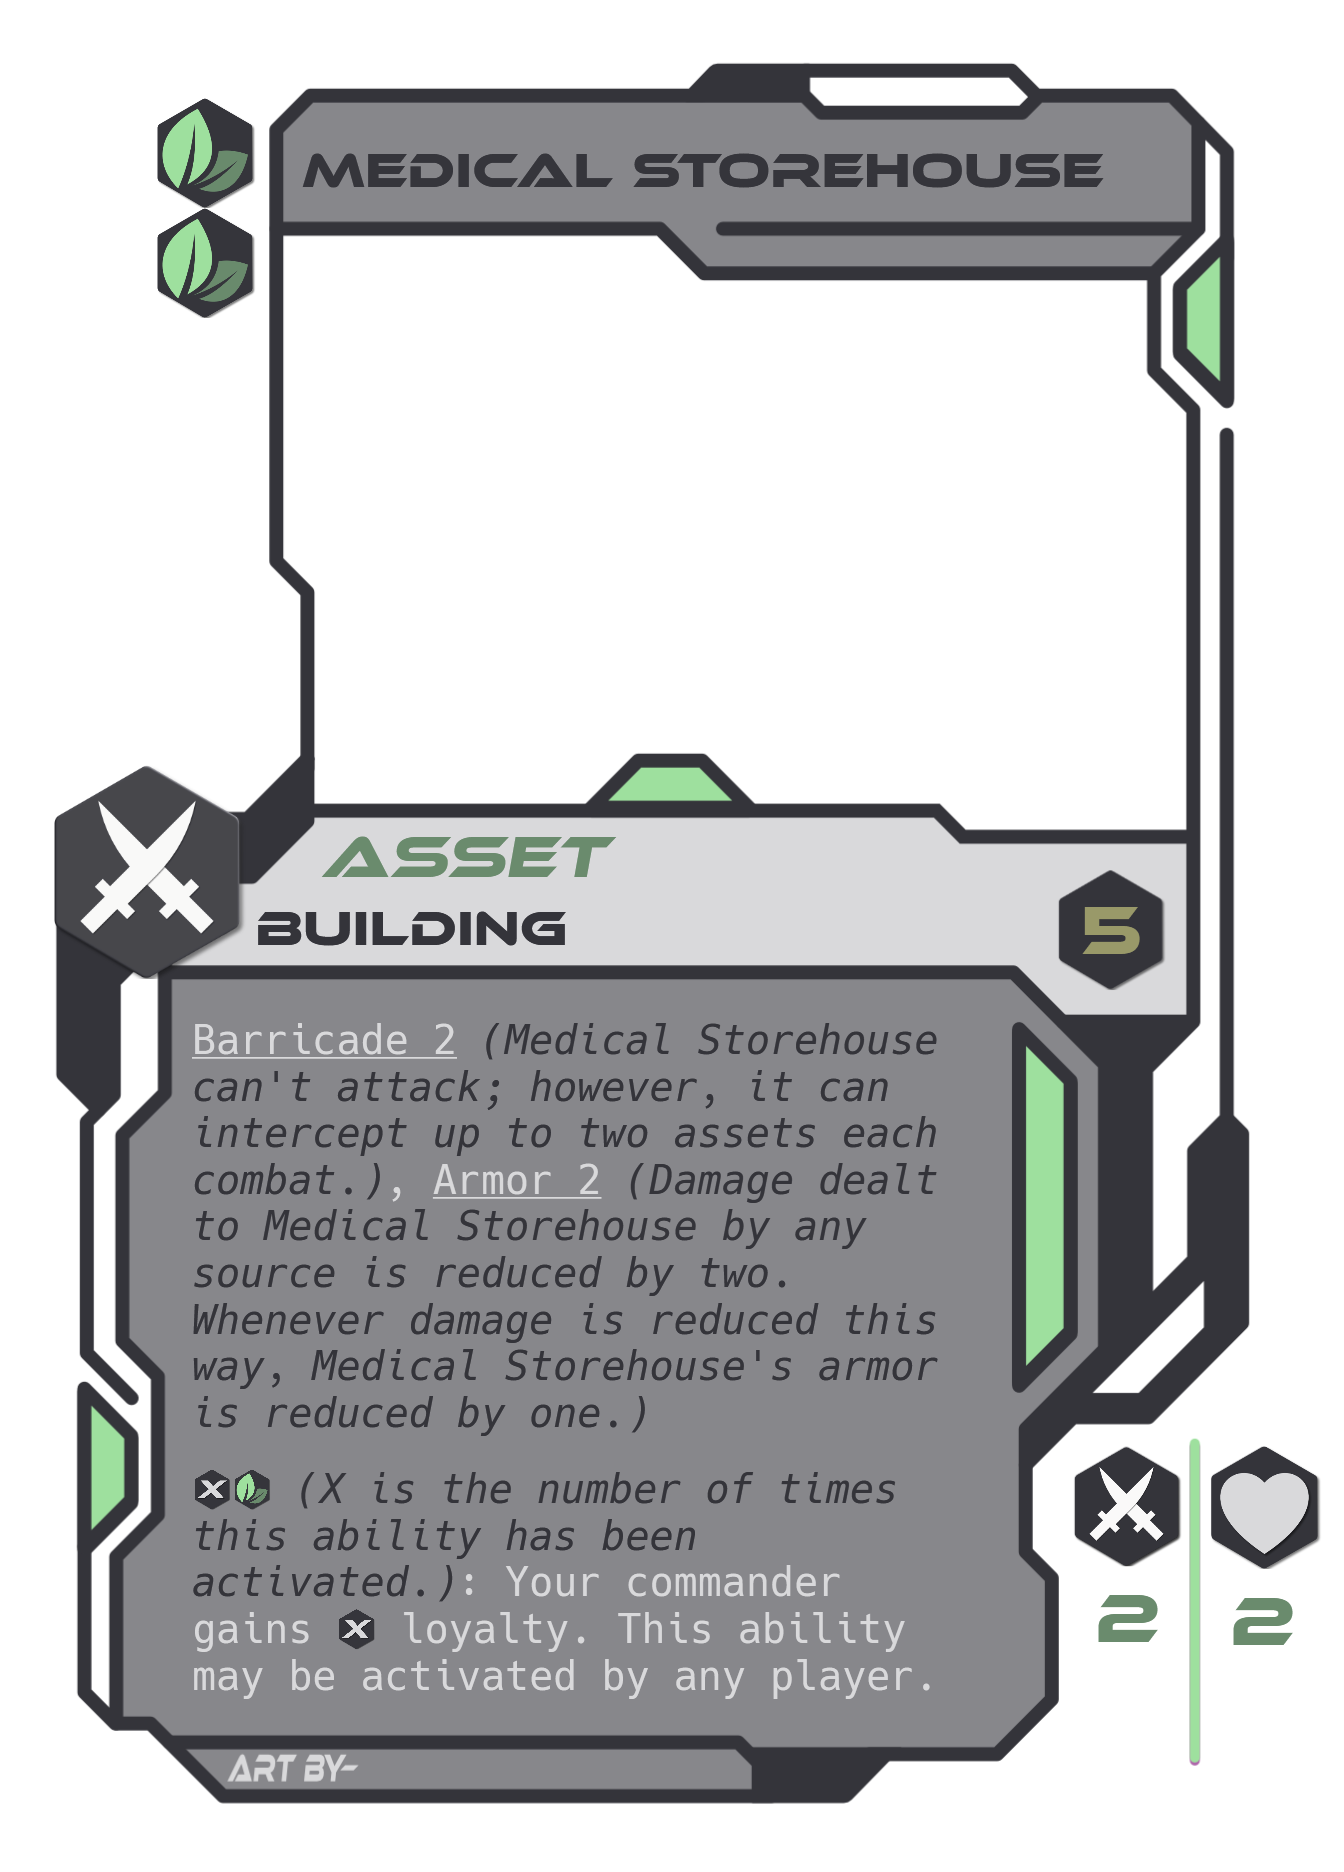 MEDICAL STOREHOUSE
ASSET
BUILDING
5
Barricade 2 (Medical Storehouse
can't attack; however, it can
intercept up to two assets each
combat.), Armor 2 (Damage dealt
to Medical Storehouse by any
source is reduced by two.
Whenever damage is reduced this
way, Medical Storehouse's armor
is reduced by one.)
X (X is the number of times
this ability has been
activated.): Your commander
gains X loyalty. This ability
may be activated by any player.
2 2
ART BY-